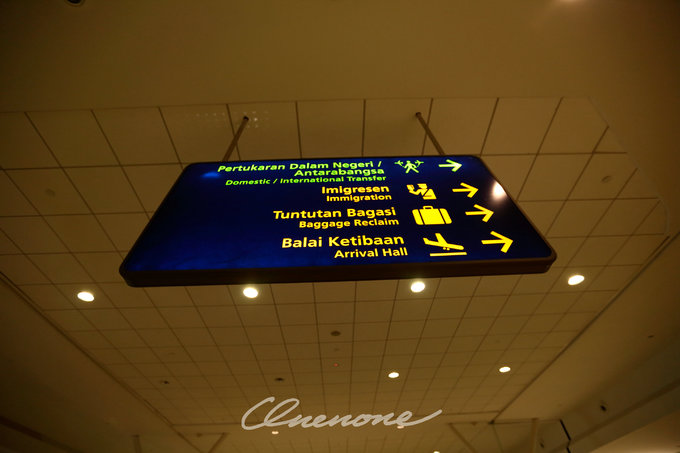 Pertukaran Dalam Negeri /
Antarabangsa
Domestic / International Transfer
Imigresen
Immigration
Tuntutan Bagasi
Baggage Reclaim
Balai Ketibaan
Arrival Hall